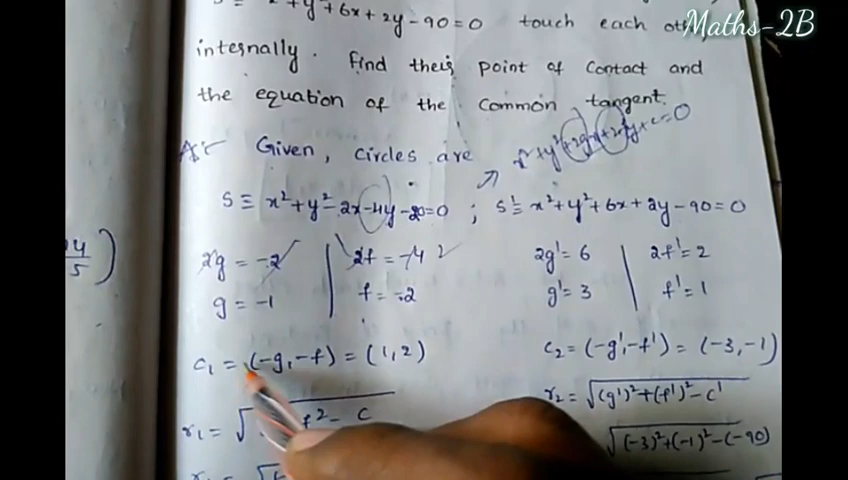 S ≡ x²+y²+6x+2y-90=0 touch each
Maths-2B
internally. Find their point of Contact and
the equation of the Common tangent.
Given, circles are
x²+y²+2gx+2fy+c=0
S ≡ x²+y²-2x-4y-20=0 ; S' ≡ x²+y²+6x+2y-90=0
2g = -2 | 2f = -4 2g' = 6 | 2f' = 2
g = -1 | f = -2 g' = 3 | f' = 1
C₁ = (-g,-f) = (1,2) C₂ = (-g',-f') = (-3,-1)
r₂ = √(g')²+(f')²-c'
r₁ = √ f²-c
√(-3)²+(-1)²-(-90)